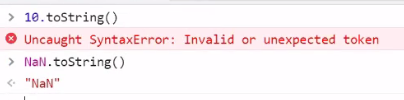 > 10.toString()
Uncaught SyntaxError: Invalid or unexpected token
> NaN.toString()
"NaN"